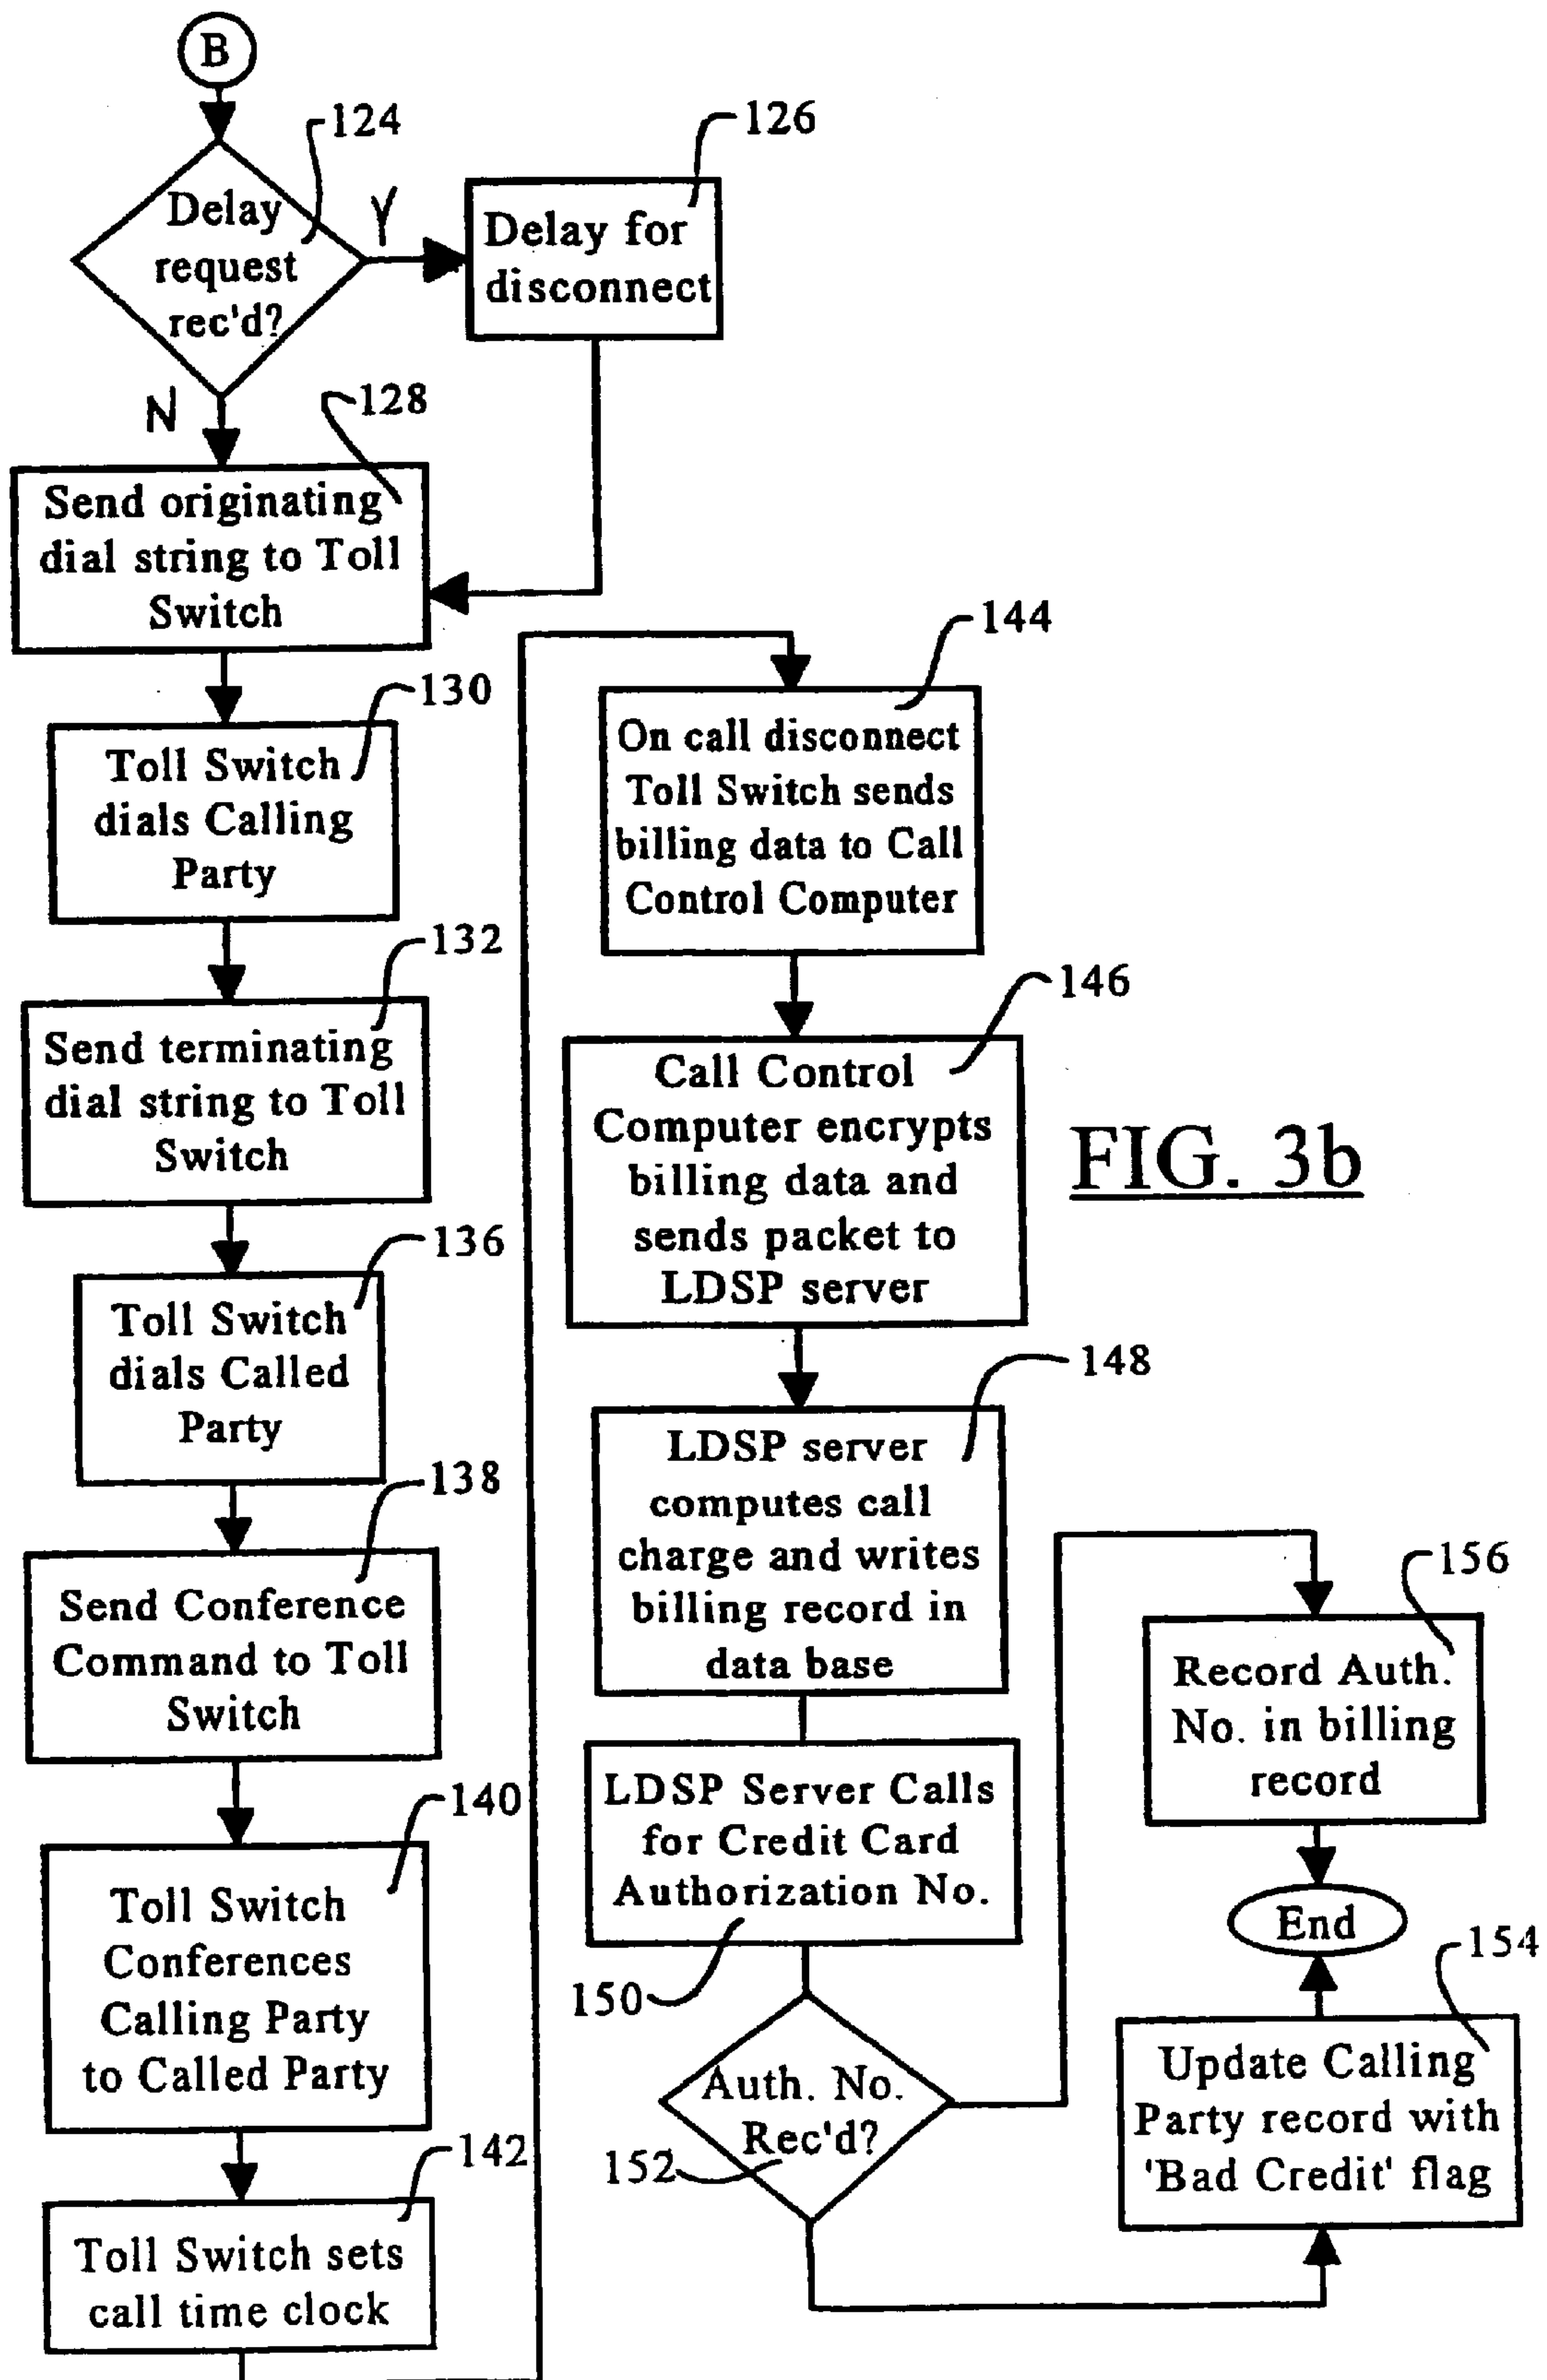 B
124
Delay
request
rec'd?
Y
N
126
Delay for
disconnect
128
Send originating
dial string to Toll
Switch
130
Toll Switch
dials Calling
Party
132
Send terminating
dial string to Toll
Switch
136
Toll Switch
dials Called
Party
138
Send Conference
Command to Toll
Switch
140
Toll Switch
Conferences
Calling Party
to Called Party
142
Toll Switch sets
call time clock
144
On call disconnect
Toll Switch sends
billing data to Call
Control Computer
146
Call Control
Computer encrypts
billing data and
sends packet to
LDSP server
FIG. 3b
148
LDSP server
computes call
charge and writes
billing record in
data base
LDSP Server Calls
for Credit Card
Authorization No.
150
Auth. No.
Rec'd?
152
156
Record Auth.
No. in billing
record
End
154
Update Calling
Party record with
'Bad Credit' flag